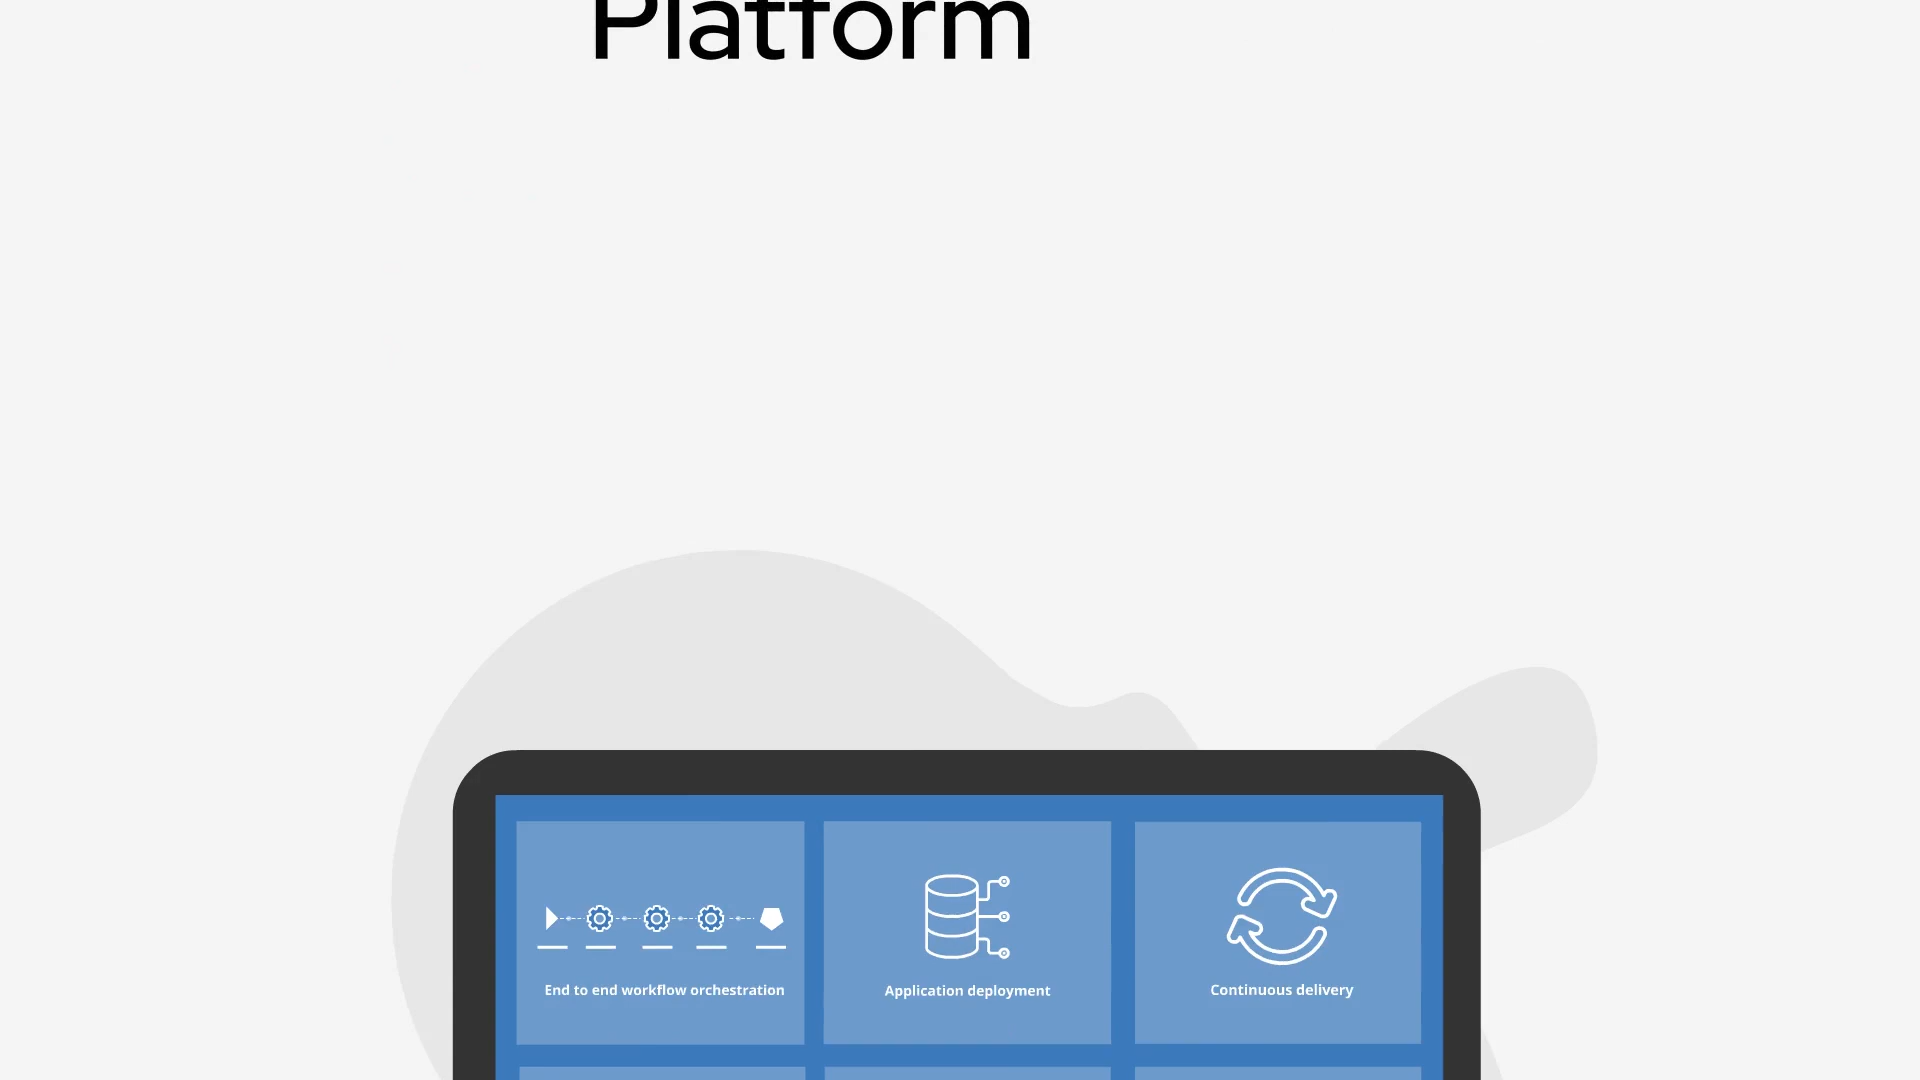 Platform
End to end workflow orchestration
Application deployment
Continuous delivery